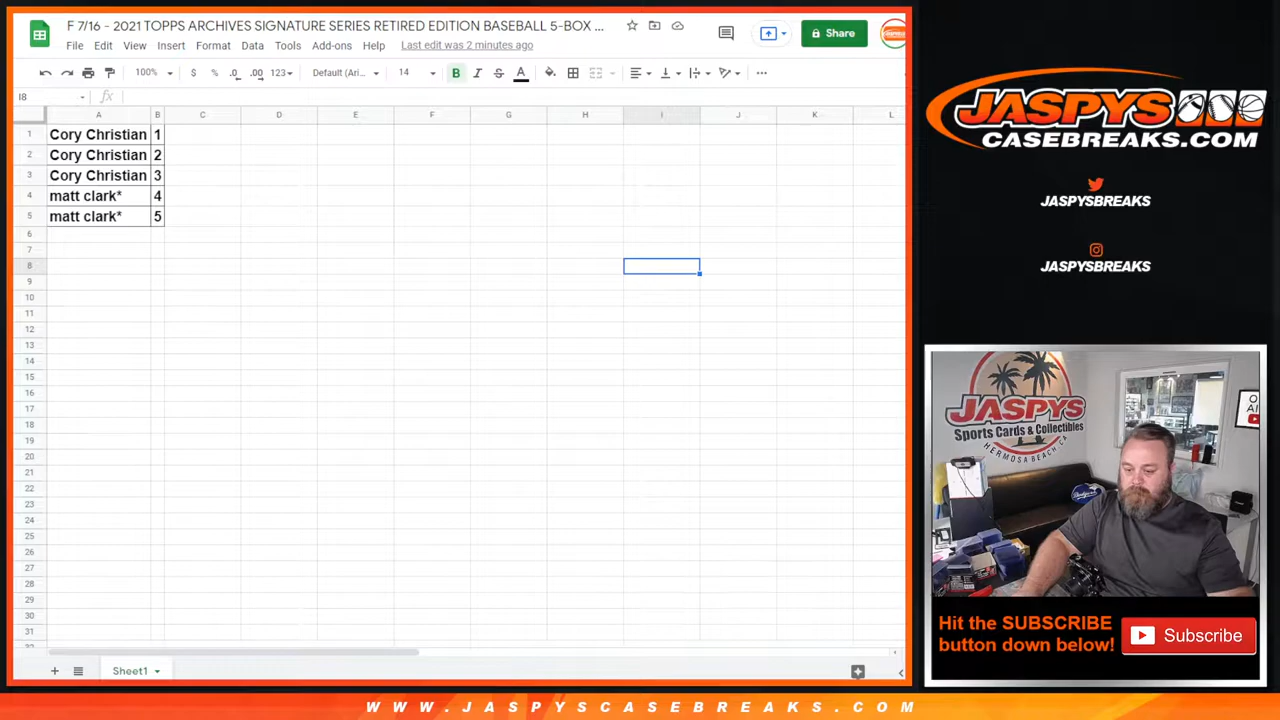 F 7/16 - 2021 TOPPS ARCHIVES SIGNATURE SERIES RETIRED EDITION BASEBALL 5-BOX ...
File Edit View Insert Format Data Tools Add-ons Help Last edit was 2 minutes ago
Share
100% $ % .0 .00 123 Default (Ari... 14 B I S A
I8 fx
A B C D E F G H I J K L
1 Cory Christian 1
2 Cory Christian 2
3 Cory Christian 3
4 matt clark* 4
5 matt clark* 5
6
7
8
9
10
11
12
13
14
15
16
17
18
19
20
21
22
23
24
25
26
27
28
29
30
31
Sheet1
JASPYS
CASEBREAKS.COM
JASPYSBREAKS
JASPYSBREAKS
JASPYS
Sports Cards & Collectibles
HERMOSA BEACH, CA
Hit the SUBSCRIBE
button down below!
Subscribe
WWW.JASPYSCASEBREAKS.COM